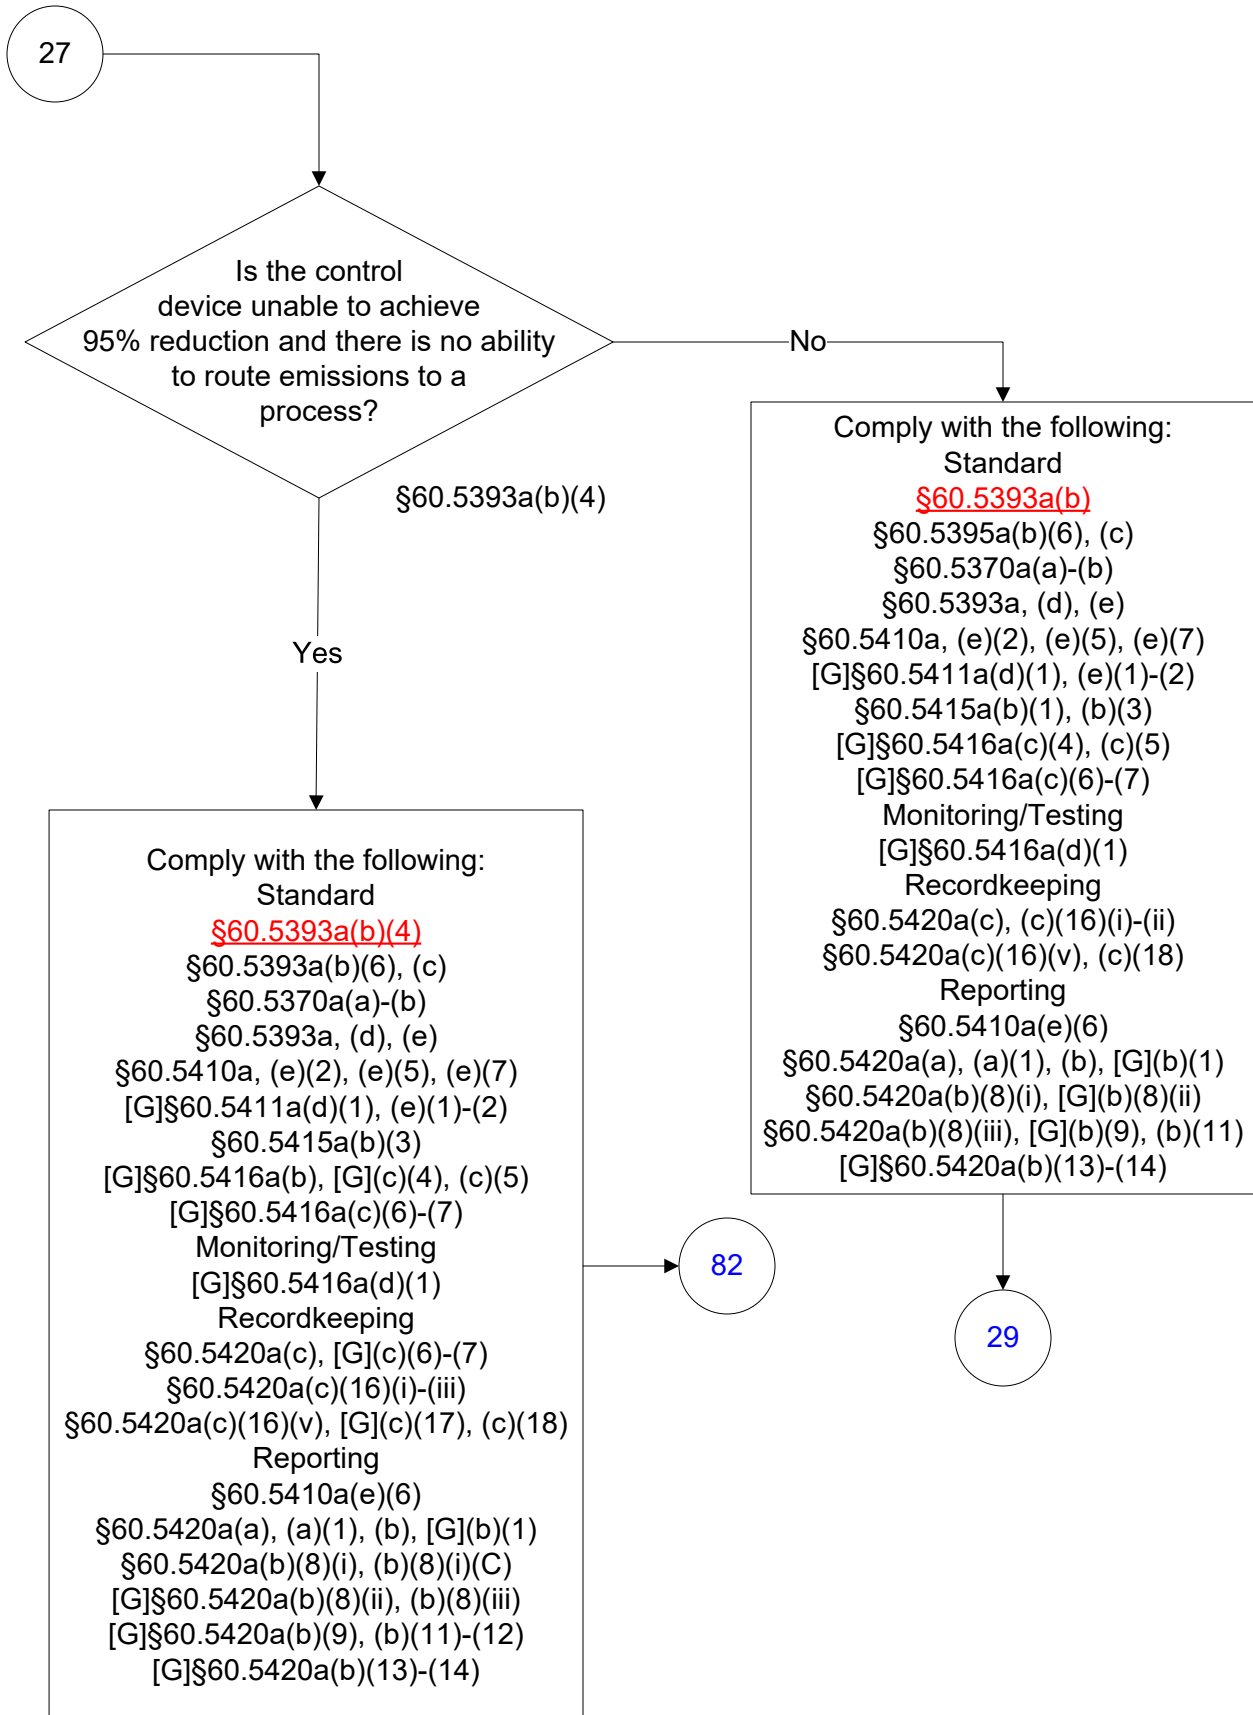 27
Is the control
device unable to achieve
95% reduction and there is no ability
to route emissions to a
process?
No
§60.5393a(b)(4)
Yes
Comply with the following:
Standard
§60.5393a(b)
§60.5395a(b)(6), (c)
§60.5370a(a)-(b)
§60.5393a, (d), (e)
§60.5410a, (e)(2), (e)(5), (e)(7)
[G]§60.5411a(d)(1), (e)(1)-(2)
§60.5415a(b)(1), (b)(3)
[G]§60.5416a(c)(4), (c)(5)
[G]§60.5416a(c)(6)-(7)
Monitoring/Testing
[G]§60.5416a(d)(1)
Recordkeeping
§60.5420a(c), (c)(16)(i)-(ii)
§60.5420a(c)(16)(v), (c)(18)
Reporting
§60.5410a(e)(6)
§60.5420a(a), (a)(1), (b), [G](b)(1)
§60.5420a(b)(8)(i), [G](b)(8)(ii)
§60.5420a(b)(8)(iii), [G](b)(9), (b)(11)
[G]§60.5420a(b)(13)-(14)
29
Comply with the following:
Standard
§60.5393a(b)(4)
§60.5393a(b)(6), (c)
§60.5370a(a)-(b)
§60.5393a, (d), (e)
§60.5410a, (e)(2), (e)(5), (e)(7)
[G]§60.5411a(d)(1), (e)(1)-(2)
§60.5415a(b)(3)
[G]§60.5416a(b), [G](c)(4), (c)(5)
[G]§60.5416a(c)(6)-(7)
Monitoring/Testing
[G]§60.5416a(d)(1)
Recordkeeping
§60.5420a(c), [G](c)(6)-(7)
§60.5420a(c)(16)(i)-(iii)
§60.5420a(c)(16)(v), [G](c)(17), (c)(18)
Reporting
§60.5410a(e)(6)
§60.5420a(a), (a)(1), (b), [G](b)(1)
§60.5420a(b)(8)(i), (b)(8)(i)(C)
[G]§60.5420a(b)(8)(ii), (b)(8)(iii)
[G]§60.5420a(b)(9), (b)(11)-(12)
[G]§60.5420a(b)(13)-(14)
82